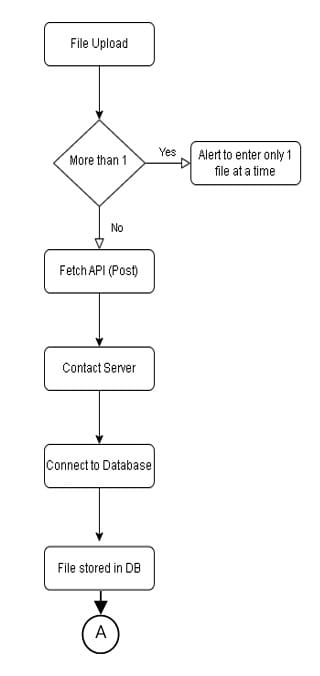 File Upload
More than 1
Yes
Alert to enter only 1
file at a time
No
Fetch API (Post)
Contact Server
Connect to Database
File stored in DB
A